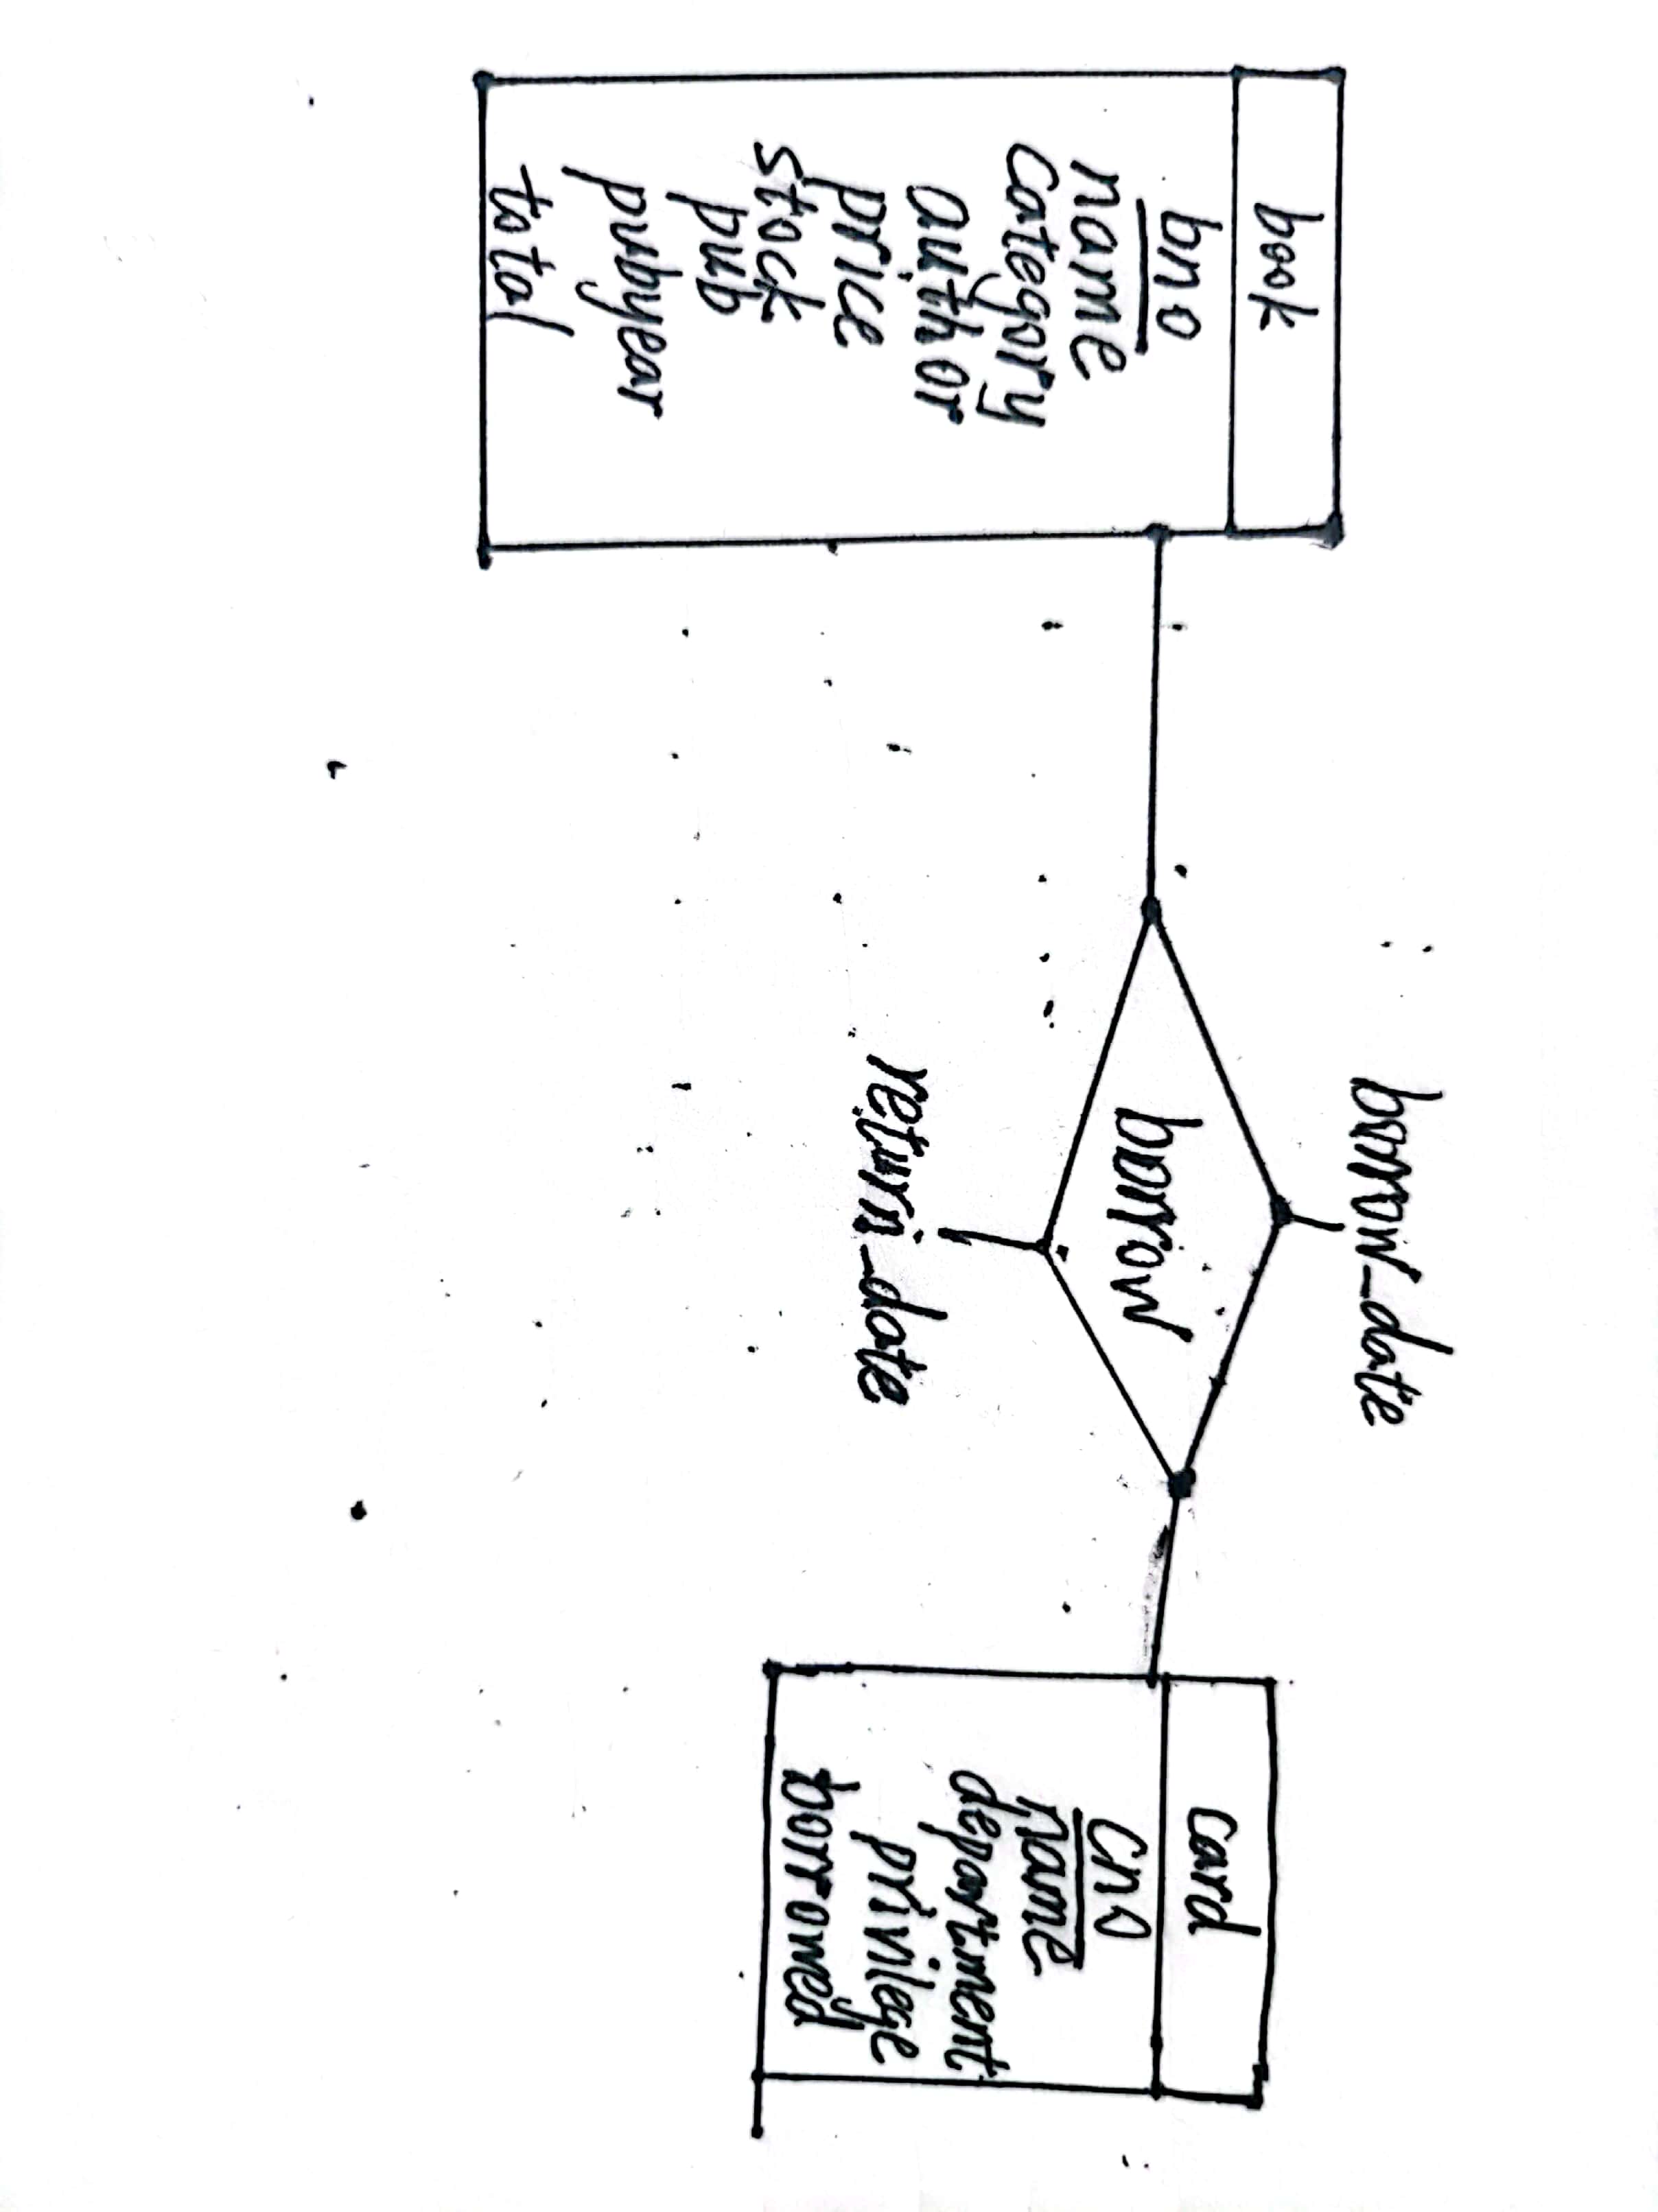 book
bno
name
category
author
price
stock
pub
pubyear
total
borrow_date
borrow
return_date
card
cno
name
department
privilege
borrowed